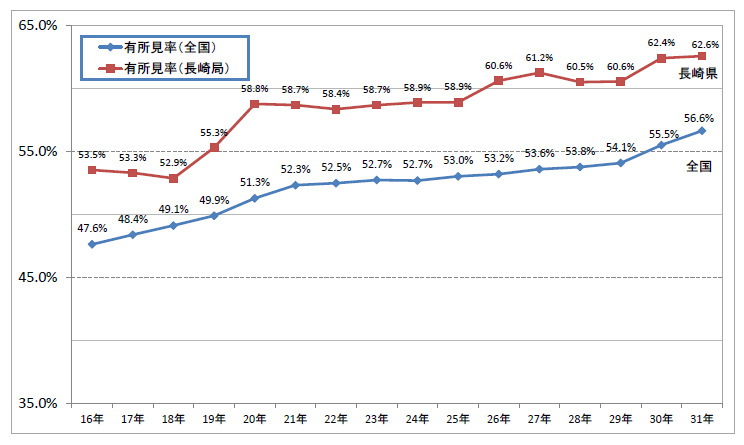 65.0%
有所見率(全国)
有所見率(長崎局)
62.4% 62.6%
長崎県
60.6% 61.2% 60.5% 60.6%
58.8% 58.7% 58.4% 58.7% 58.9% 58.9%
56.6%
55.0%
53.5% 53.3% 52.9% 55.3%
全国
51.3% 52.3% 52.5% 52.7% 52.7% 53.0% 53.2% 53.6% 53.8% 54.1% 55.5%
47.6% 48.4% 49.1% 49.9%
45.0%
35.0%
16年 17年 18年 19年 20年 21年 22年 23年 24年 25年 26年 27年 28年 29年 30年 31年